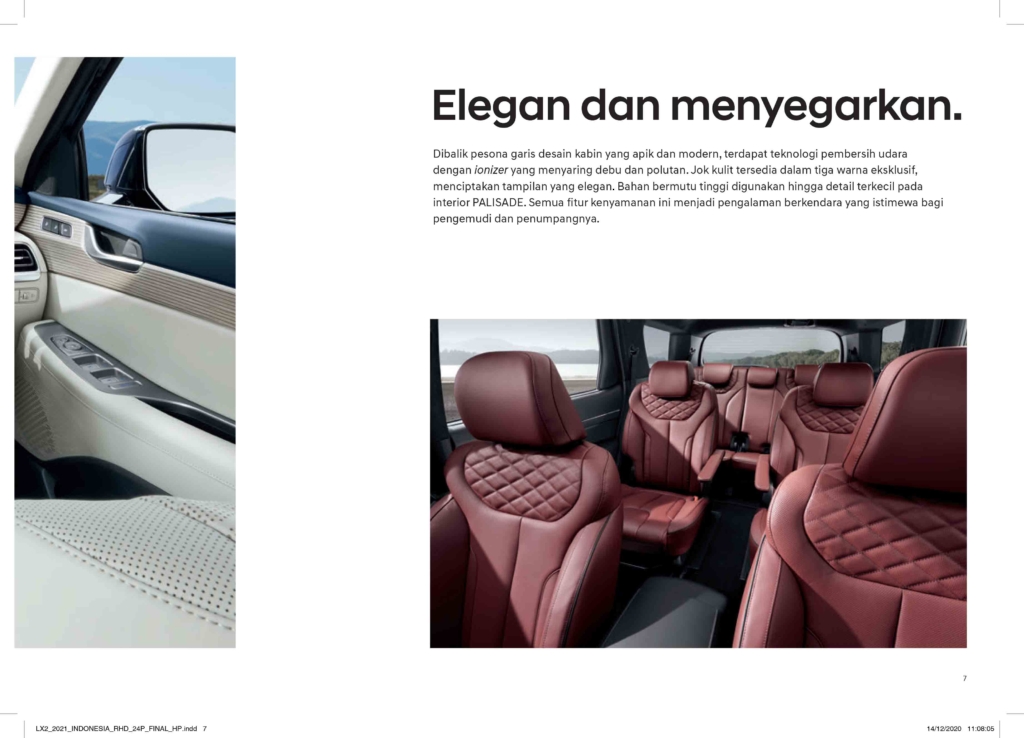 Elegan dan menyegarkan.
Dibalik pesona garis desain kabin yang apik dan modern, terdapat teknologi pembersih udara
dengan ionizer yang menyaring debu dan polutan. Jok kulit tersedia dalam tiga warna eksklusif,
menciptakan tampilan yang elegan. Bahan bermutu tinggi digunakan hingga detail terkecil pada
interior PALISADE. Semua fitur kenyamanan ini menjadi pengalaman berkendara yang istimewa bagi
pengemudi dan penumpangnya.
7
LX2_2021_INDONESIA_RHD_24P_FINAL_HP.indd 7
14/12/2020 11:08:05